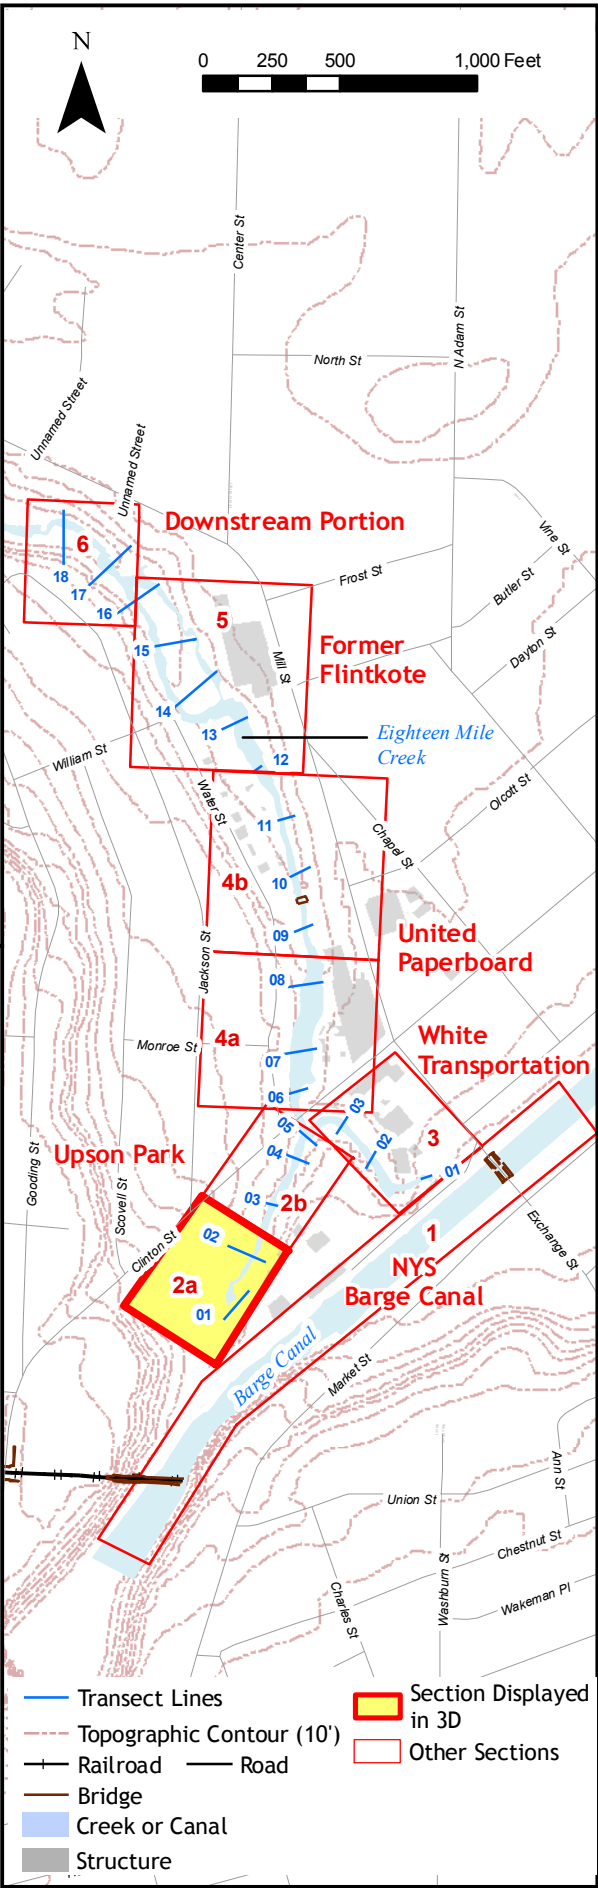 N
0 250 500 1,000 Feet
Center St
N Adam St
North St
Unnamed Street
Unnamed Street
Downstream Portion
Vine St
6
18
17
16
Frost St
Butler St
5
15
Former
Flintkote
Dayton St
Mill St
14
13
Eighteen Mile
Creek
William St
12
Water St
Olcott St
11
Chapel St
4b
10
09
United
Paperboard
Jackson St
08
4a
Monroe St
07
White
Transportation
06
03
05
02
3
Upson Park
04
01
Gooding St
Scovell St
03
2b
Clinton St
02
1
Exchange St
2a
NYS
Barge Canal
01
Barge Canal
Market St
Ann St
Union St
Chestnut St
Washburn St
Charles St
Wakeman Pl
Transect Lines
Section Displayed
in 3D
Topographic Contour (10')
Other Sections
Railroad
Road
Bridge
Creek or Canal
Structure